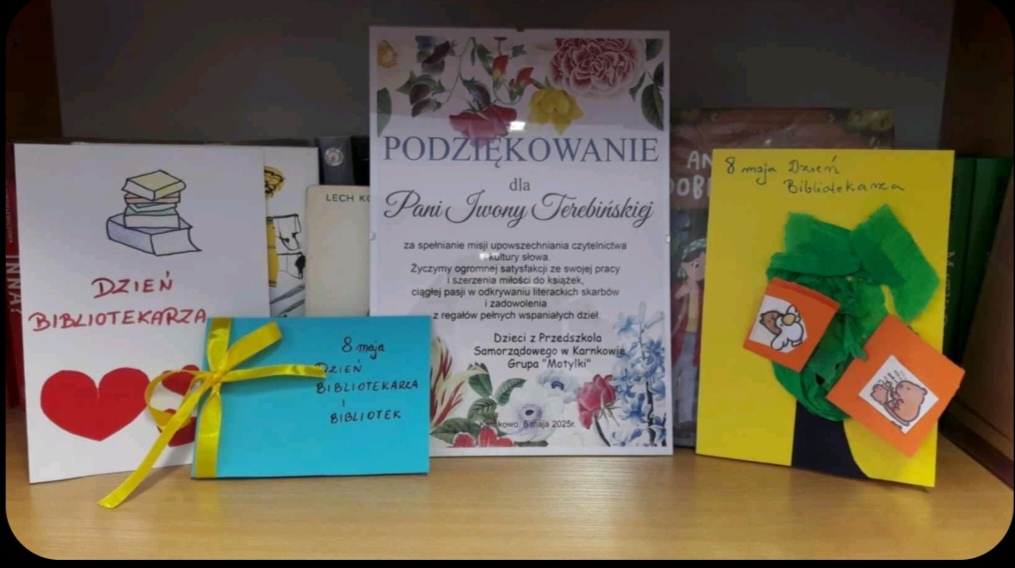 DZIEŃ
BIBLIOTEKARZA
8 maja
DZIEŃ
BIBLIOTEKARZA
I
BIBLIOTEK
LECH
PODZIĘKOWANIE
dla
Pani Iwony Terebińskiej
za spełnianie misji upowszechniania czytelnictwa
i kultury słowa.
Życzymy ogromnej satysfakcji ze swojej pracy
i szerzenia miłości do książek,
ciągłej pasji w odkrywaniu literackich skarbów
i zadowolenia
z regałów pełnych wspaniałych dzieł.
Dzieci z Przedszkola
Samorządowego w Karnkowie
Grupa "Motylki"
Karnkowo, 8 maja 2025r.
8 maja Dzień
Bibliotekarza
INNA?